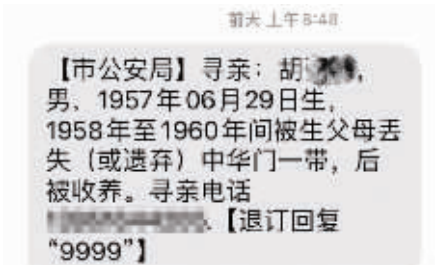 前天 上午 8:48
【市公安局】寻亲：胡
男，1957年06月29日生，
1958年至1960年间被生父母丢
失（或遗弃）中华门一带，后
被收养。寻亲电话
.【退订回复
“9999”】